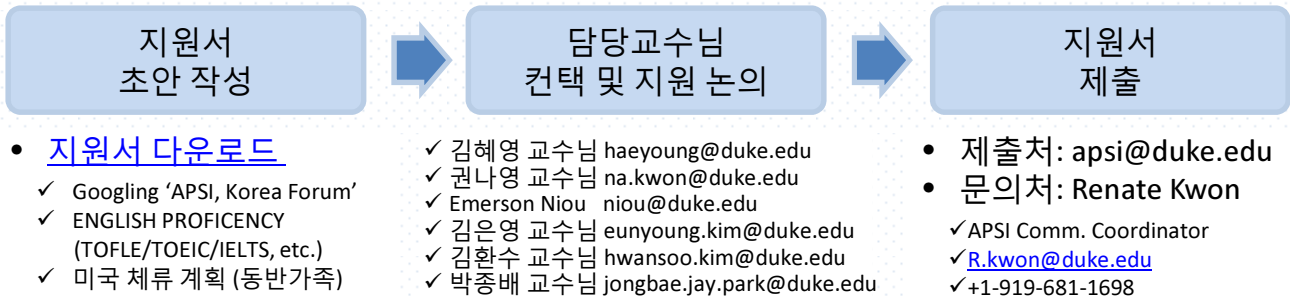 지원서
초안 작성
담당교수님
컨택 및 지원 논의
지원서
제출
• 지원서 다운로드
✓ Googling ‘APSI, Korea Forum’
✓ ENGLISH PROFICENCY
(TOFLE/TOEIC/IELTS, etc.)
✓ 미국 체류 계획 (동반가족)
✓ 김혜영 교수님 haeyoung@duke.edu
✓ 권나영 교수님 na.kwon@duke.edu
✓ Emerson Niou niou@duke.edu
✓ 김은영 교수님 eunyoung.kim@duke.edu
✓ 김환수 교수님 hwansoo.kim@duke.edu
✓ 박종배 교수님 jongbae.jay.park@duke.edu
• 제출처: apsi@duke.edu
• 문의처: Renate Kwon
✓APSI Comm. Coordinator
✓R.kwon@duke.edu
✓+1-919-681-1698